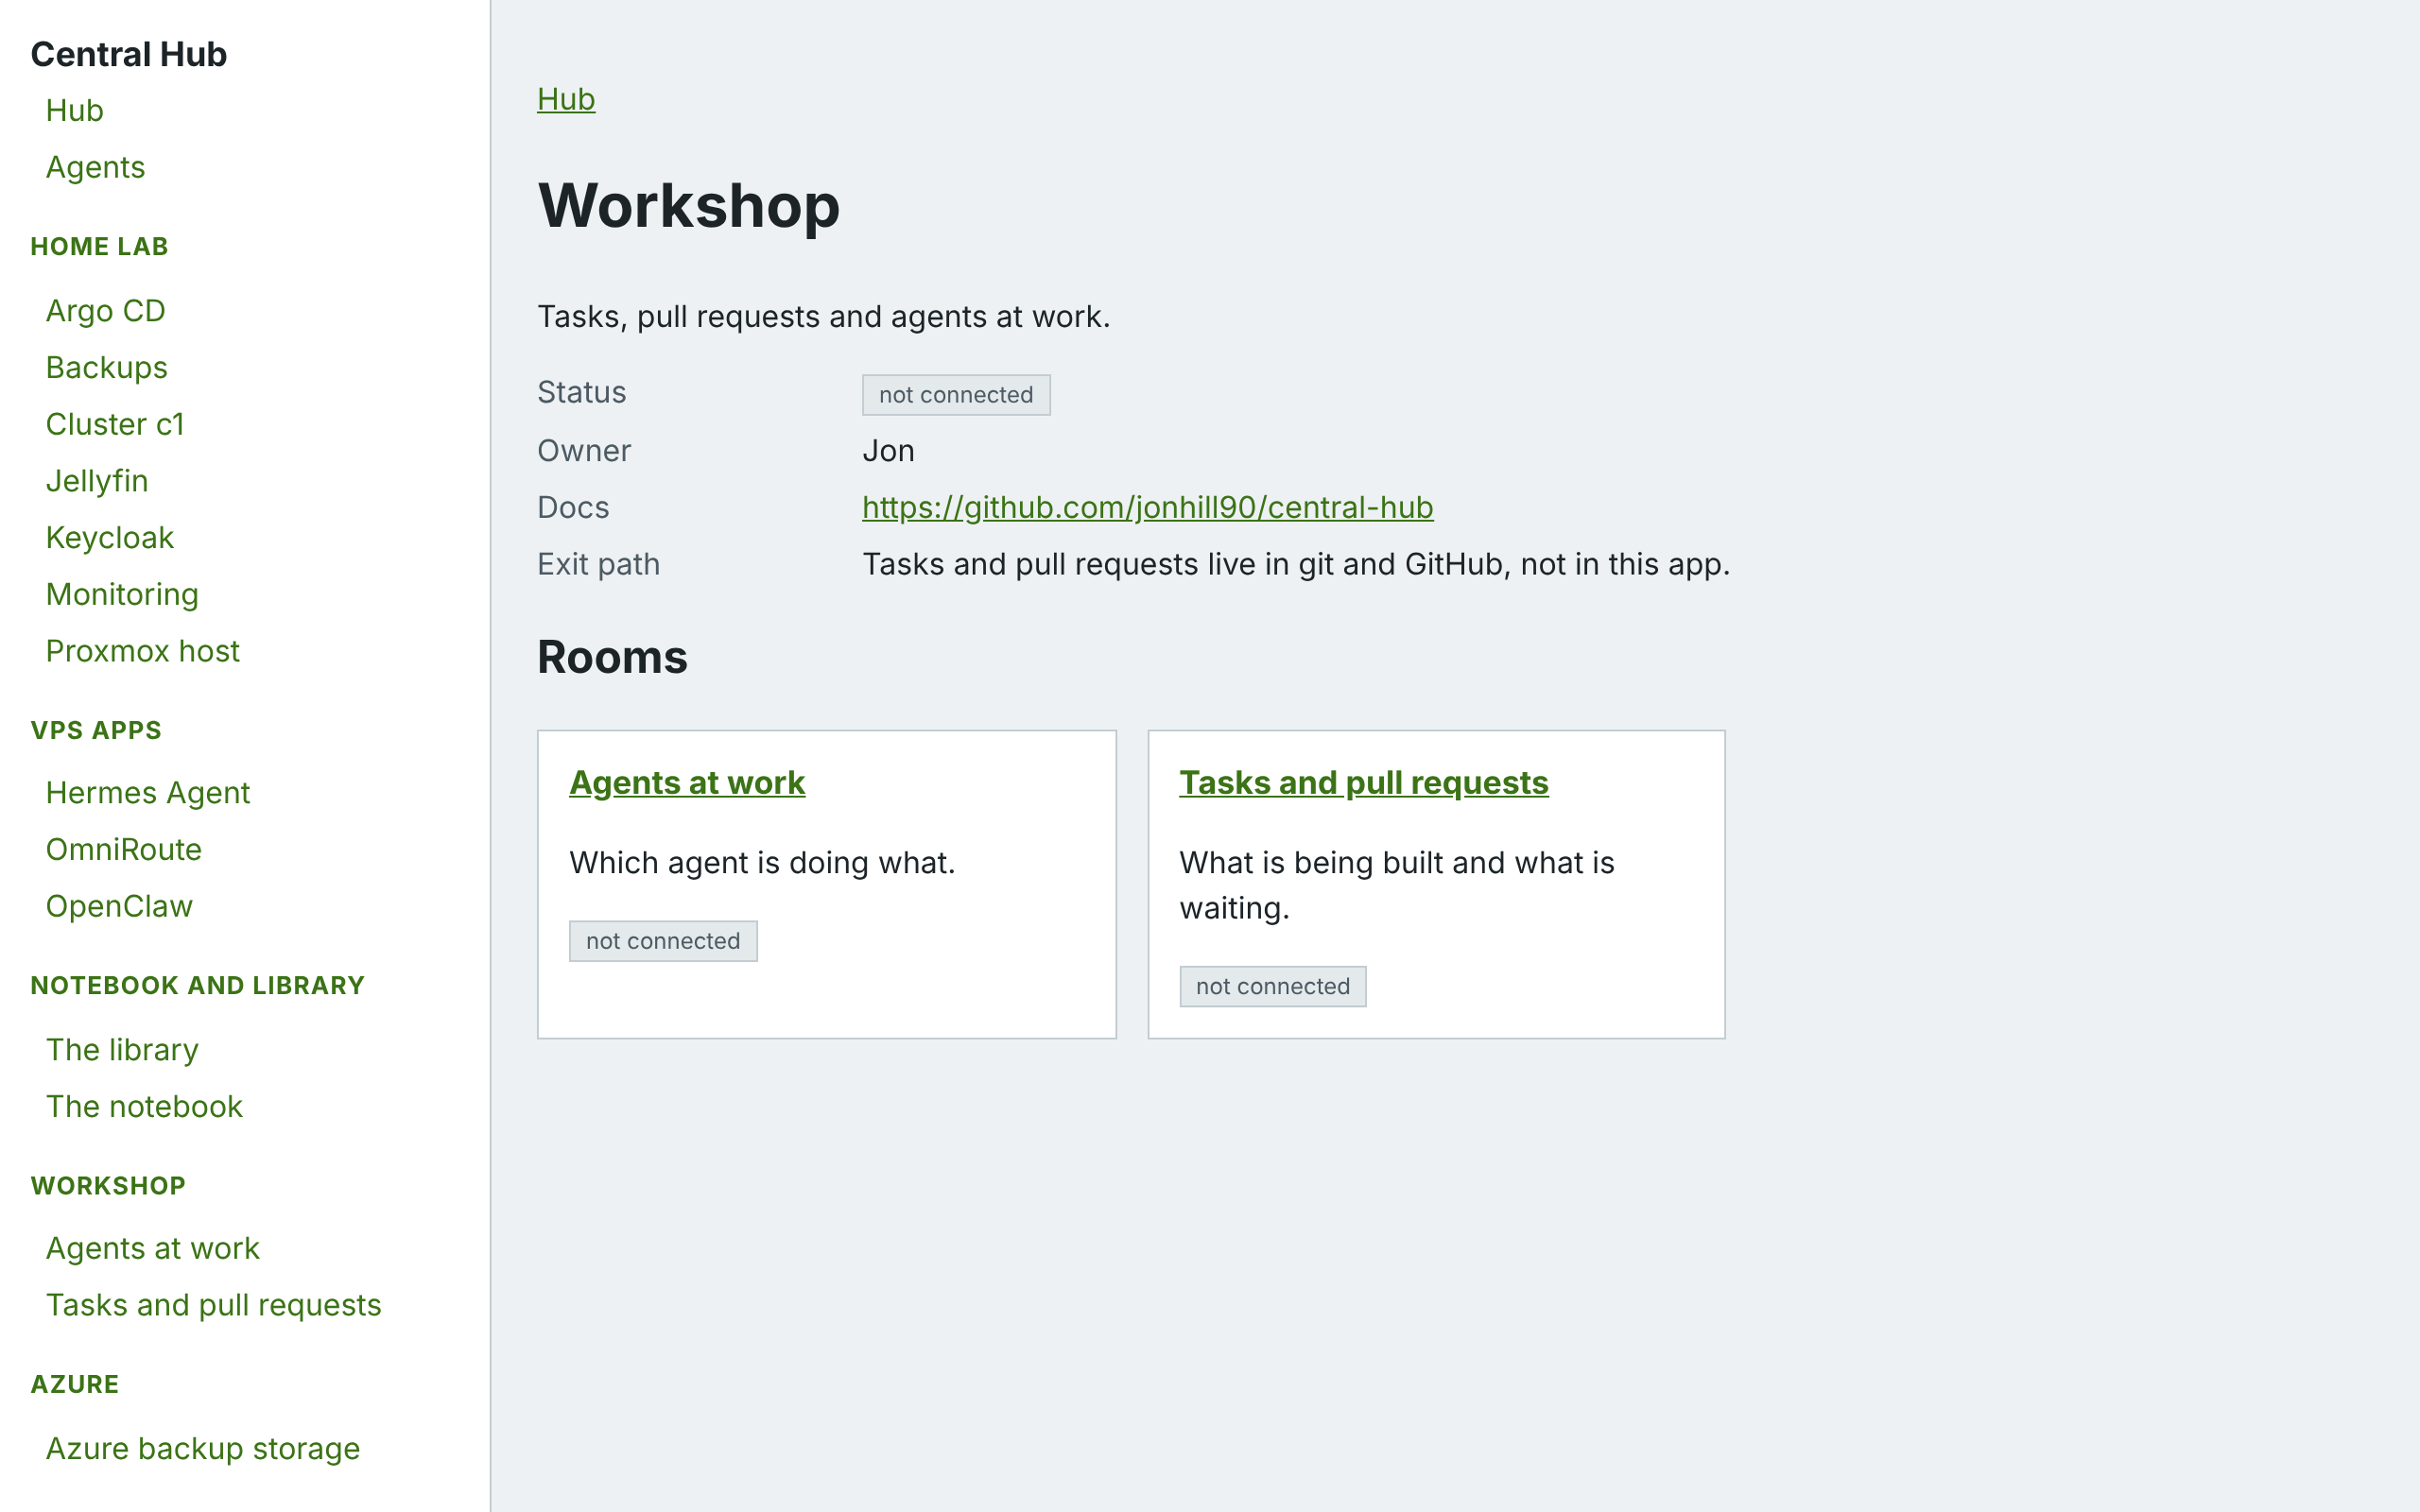 Central Hub
Hub
Agents
HOME LAB
Argo CD
Backups
Cluster c1
Jellyfin
Keycloak
Monitoring
Proxmox host
VPS APPS
Hermes Agent
OmniRoute
OpenClaw
NOTEBOOK AND LIBRARY
The library
The notebook
WORKSHOP
Agents at work
Tasks and pull requests
AZURE
Azure backup storage
Hub
Workshop
Tasks, pull requests and agents at work.
Status not connected
Owner Jon
Docs https://github.com/jonhill90/central-hub
Exit path Tasks and pull requests live in git and GitHub, not in this app.
Rooms
Agents at work
Which agent is doing what.
not connected
Tasks and pull requests
What is being built and what is
waiting.
not connected